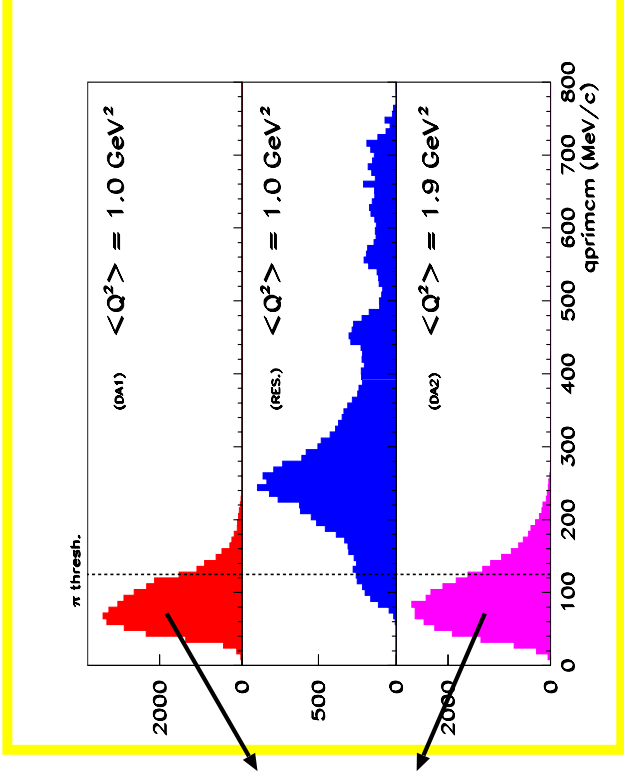 π thresh.
(DA1) <Q²> = 1.0 GeV²
2000
0
(RES.) <Q²> = 1.0 GeV²
500
0
(DA2) <Q²> = 1.9 GeV²
2000
0
0 100 200 300 400 500 600 700 800
qprimcm (MeV/c)